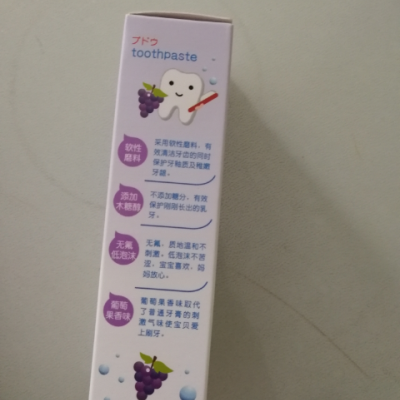 ブドウ
toothpaste
软性
磨料
采用软性磨料，有
效清洁牙齿的同时
保护牙釉质及稚嫩
牙龈。
添加
木糖醇
不添加糖分，有效
保护刚刚长出的乳
牙。
无氟
低泡沫
无氟，质地温和不
刺激。低泡沫不苦
涩，宝宝喜欢，妈
妈放心。
葡萄
果香味
葡萄果香味取代
了普通牙膏的刺
激气味使宝贝爱
上刷牙。